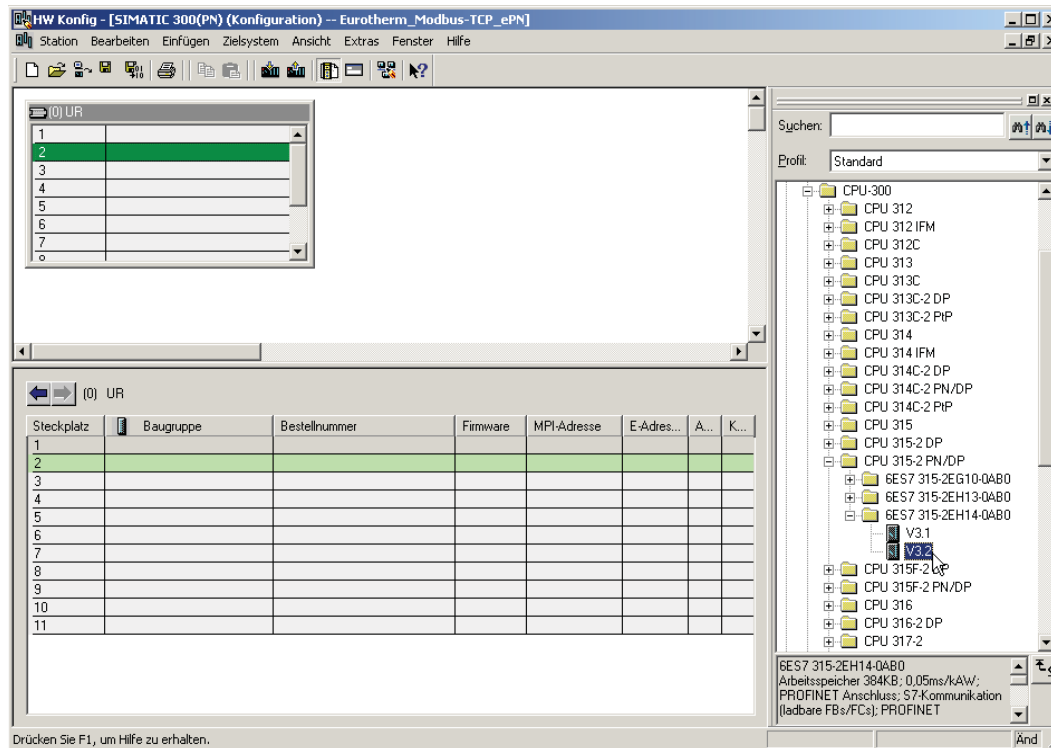 HW Konfig - [SIMATIC 300(PN) (Konfiguration) -- Eurotherm_Modbus-TCP_ePN]
Station Bearbeiten Einfügen Zielsystem Ansicht Extras Fenster Hilfe
(0) UR
1
2
3
4
5
6
7
Suchen:
Profil: Standard
CPU-300
CPU 312
CPU 312 IFM
CPU 312C
CPU 313
CPU 313C
CPU 313C-2 DP
CPU 313C-2 PtP
CPU 314
CPU 314 IFM
CPU 314C-2 DP
CPU 314C-2 PN/DP
CPU 314C-2 PtP
CPU 315
CPU 315-2 DP
CPU 315-2 PN/DP
6ES7 315-2EG10-0AB0
6ES7 315-2EH13-0AB0
6ES7 315-2EH14-0AB0
V3.1
V3.2
CPU 315F-2 DP
CPU 315F-2 PN/DP
CPU 316
CPU 316-2 DP
CPU 317-2
6ES7 315-2EH14-0AB0
Arbeitsspeicher 384KB; 0,05ms/kAW;
PROFINET Anschluss; S7-Kommunikation
(ladbare FBs/FCs); PROFINET
(0) UR
Steckplatz Baugruppe Bestellnummer Firmware MPI-Adresse E-Adres... A... K...
1
2
3
4
5
6
7
8
9
10
11
Drücken Sie F1, um Hilfe zu erhalten.
Änd